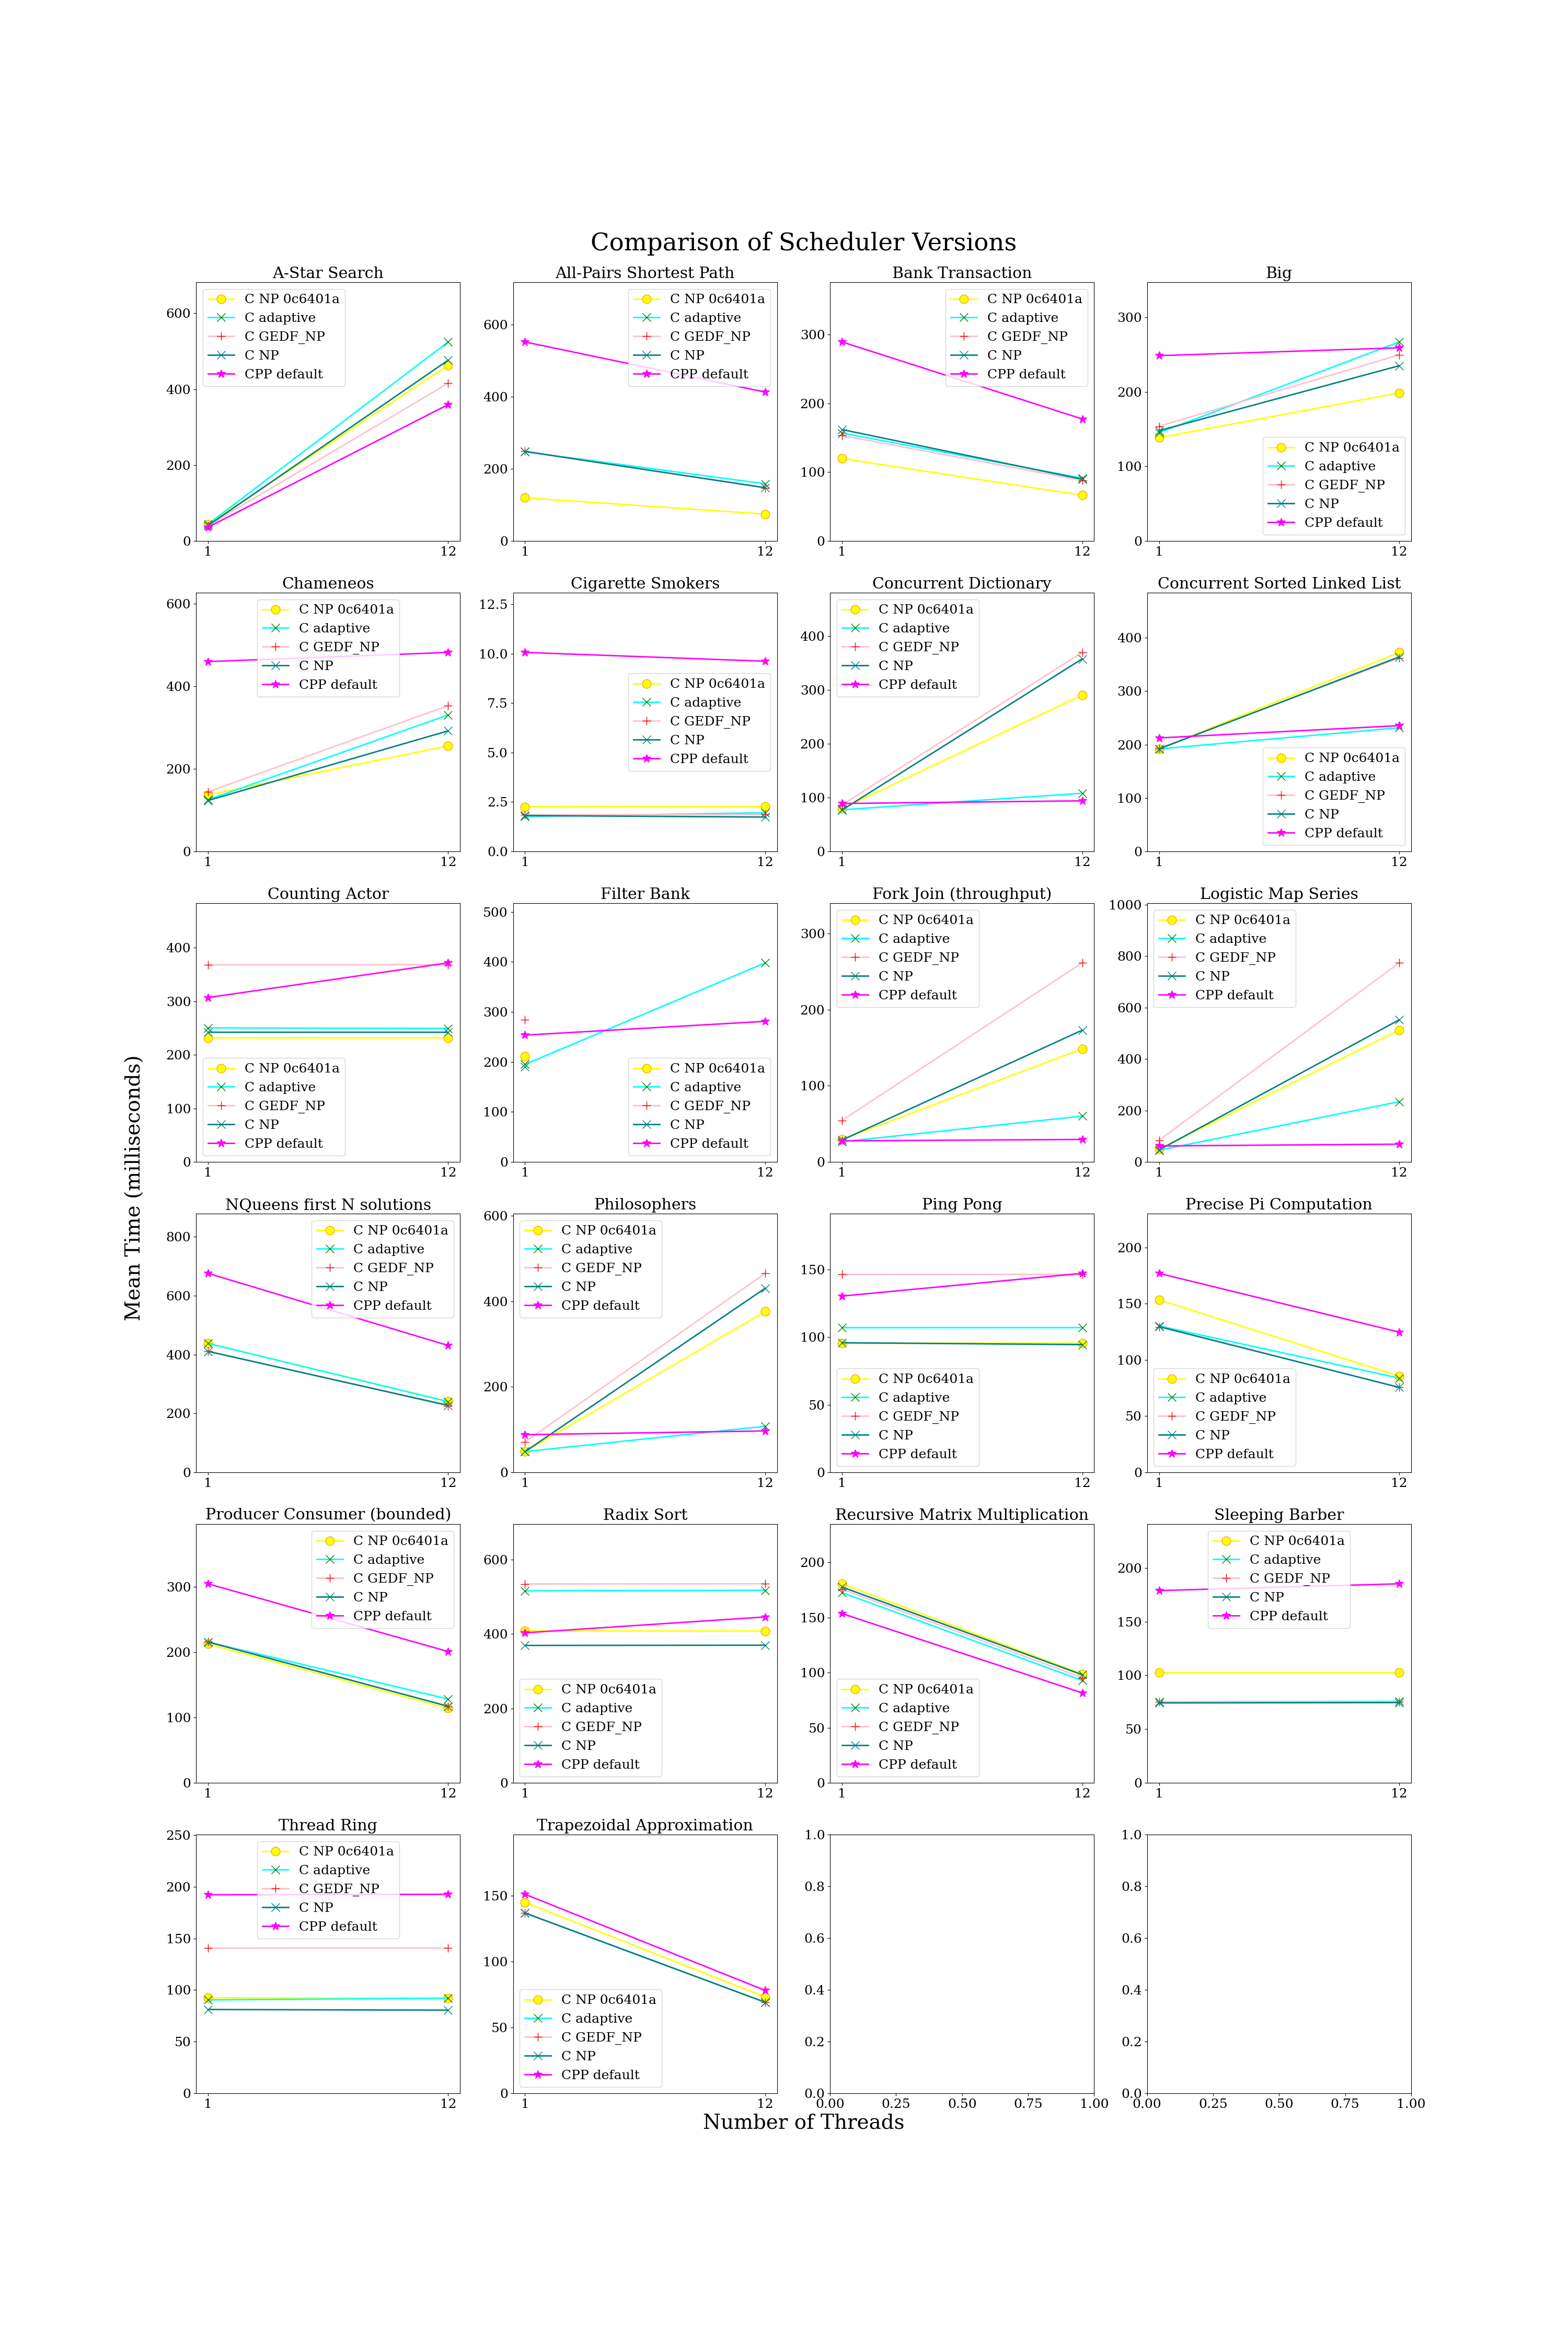 Comparison of Scheduler Versions
A-Star Search
600
400
200
0
1
12
C NP 0c6401a
C adaptive
C GEDF_NP
C NP
CPP default
All-Pairs Shortest Path
600
400
200
0
1
12
C NP 0c6401a
C adaptive
C GEDF_NP
C NP
CPP default
Bank Transaction
300
200
100
0
1
12
C NP 0c6401a
C adaptive
C GEDF_NP
C NP
CPP default
Big
300
200
100
0
1
12
C NP 0c6401a
C adaptive
C GEDF_NP
C NP
CPP default
Chameneos
600
400
200
0
1
12
C NP 0c6401a
C adaptive
C GEDF_NP
C NP
CPP default
Cigarette Smokers
12.5
10.0
7.5
5.0
2.5
0.0
1
12
C NP 0c6401a
C adaptive
C GEDF_NP
C NP
CPP default
Concurrent Dictionary
400
300
200
100
0
1
12
C NP 0c6401a
C adaptive
C GEDF_NP
C NP
CPP default
Concurrent Sorted Linked List
400
300
200
100
0
1
12
C NP 0c6401a
C adaptive
C GEDF_NP
C NP
CPP default
Counting Actor
400
300
200
100
0
1
12
C NP 0c6401a
C adaptive
C GEDF_NP
C NP
CPP default
Filter Bank
500
400
300
200
100
0
1
12
C NP 0c6401a
C adaptive
C GEDF_NP
C NP
CPP default
Fork Join (throughput)
300
200
100
0
1
12
C NP 0c6401a
C adaptive
C GEDF_NP
C NP
CPP default
Logistic Map Series
1000
800
600
400
200
0
1
12
C NP 0c6401a
C adaptive
C GEDF_NP
C NP
CPP default
Mean Time (milliseconds)
NQueens first N solutions
800
600
400
200
0
1
12
C NP 0c6401a
C adaptive
C GEDF_NP
C NP
CPP default
Philosophers
600
400
200
0
1
12
C NP 0c6401a
C adaptive
C GEDF_NP
C NP
CPP default
Ping Pong
150
100
50
0
1
12
C NP 0c6401a
C adaptive
C GEDF_NP
C NP
CPP default
Precise Pi Computation
200
150
100
50
0
1
12
C NP 0c6401a
C adaptive
C GEDF_NP
C NP
CPP default
Producer Consumer (bounded)
300
200
100
0
1
12
C NP 0c6401a
C adaptive
C GEDF_NP
C NP
CPP default
Radix Sort
600
400
200
0
1
12
C NP 0c6401a
C adaptive
C GEDF_NP
C NP
CPP default
Recursive Matrix Multiplication
200
150
100
50
0
1
12
C NP 0c6401a
C adaptive
C GEDF_NP
C NP
CPP default
Sleeping Barber
200
150
100
50
0
1
12
C NP 0c6401a
C adaptive
C GEDF_NP
C NP
CPP default
Thread Ring
250
200
150
100
50
0
1
12
C NP 0c6401a
C adaptive
C GEDF_NP
C NP
CPP default
Trapezoidal Approximation
150
100
50
0
1
12
C NP 0c6401a
C adaptive
C GEDF_NP
C NP
CPP default
1.0
0.8
0.6
0.4
0.2
0.0
0.00 0.25 0.50 0.75 1.00
1.0
0.8
0.6
0.4
0.2
0.0
0.00 0.25 0.50 0.75 1.00
Number of Threads